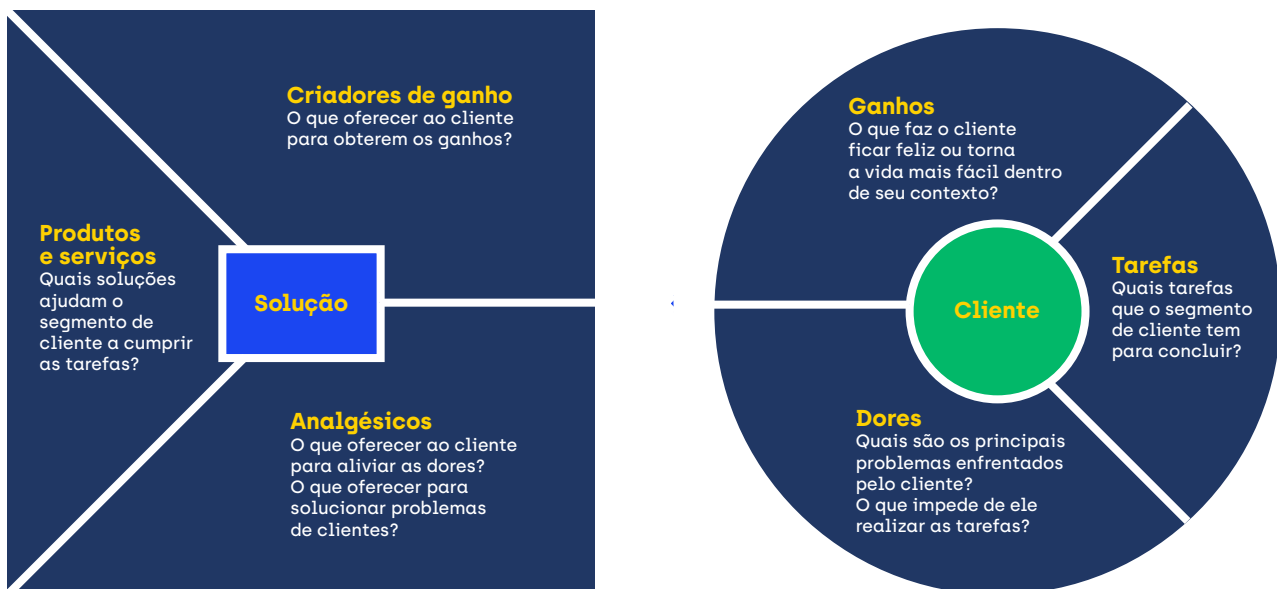 Criadores de ganho
O que oferecer ao cliente
para obterem os ganhos?
Produtos
e serviços
Quais soluções
ajudam o
segmento de
cliente a cumprir
as tarefas?
Solução
Analgésicos
O que oferecer ao cliente
para aliviar as dores?
O que oferecer para
solucionar problemas
de clientes?
Ganhos
O que faz o cliente
ficar feliz ou torna
a vida mais fácil dentro
de seu contexto?
Tarefas
Quais tarefas
que o segmento
de cliente tem
para concluir?
Cliente
Dores
Quais são os principais
problemas enfrentados
pelo cliente?
O que impede de ele
realizar as tarefas?